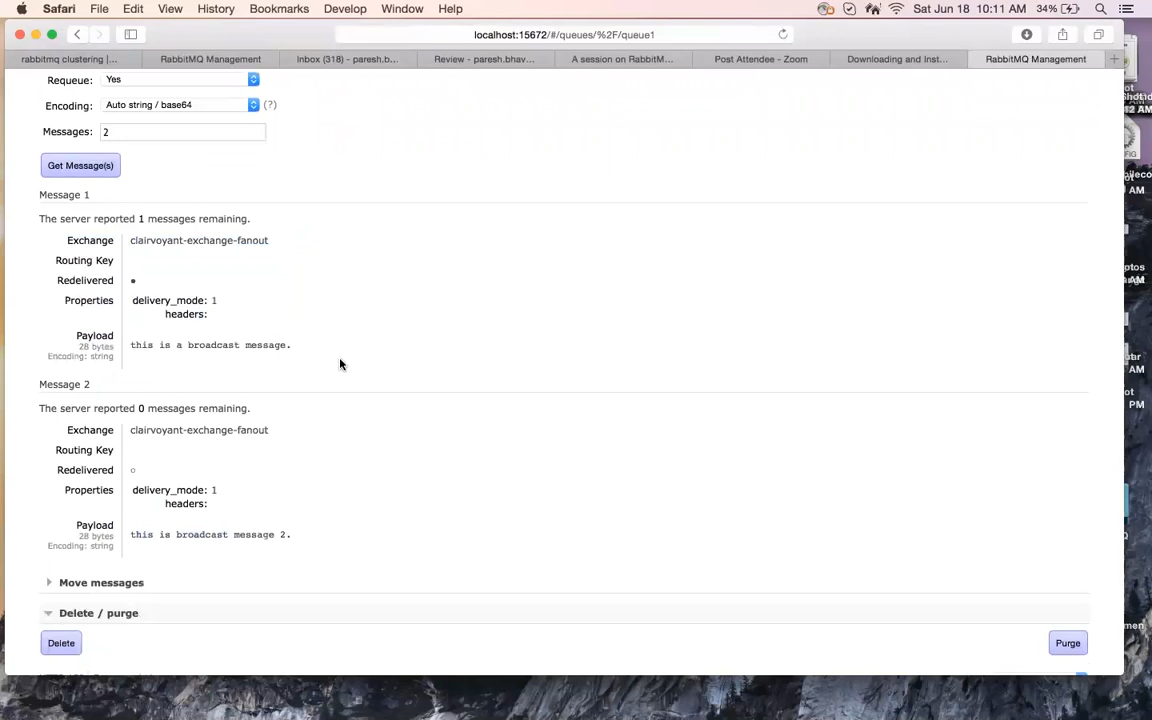 Safari File Edit View History Bookmarks Develop Window Help Sat Jun 18 10:11 AM 34%
localhost:15672/#/queues/%2F/queue1
rabbitmq clustering |... RabbitMQ Management Inbox (318) - paresh.b... Review - paresh.bhav... A session on RabbitM... Post Attendee - Zoom Downloading and Inst... RabbitMQ Management
Requeue: Yes
Encoding: Auto string / base64 (?)
Messages: 2
Get Message(s)
Message 1
The server reported 1 messages remaining.
Exchange clairvoyant-exchange-fanout
Routing Key
Redelivered
Properties delivery_mode: 1
headers:
Payload
28 bytes
Encoding: string
this is a broadcast message.
Message 2
The server reported 0 messages remaining.
Exchange clairvoyant-exchange-fanout
Routing Key
Redelivered
Properties delivery_mode: 1
headers:
Payload
28 bytes
Encoding: string
this is broadcast message 2.
Move messages
Delete / purge
Delete Purge